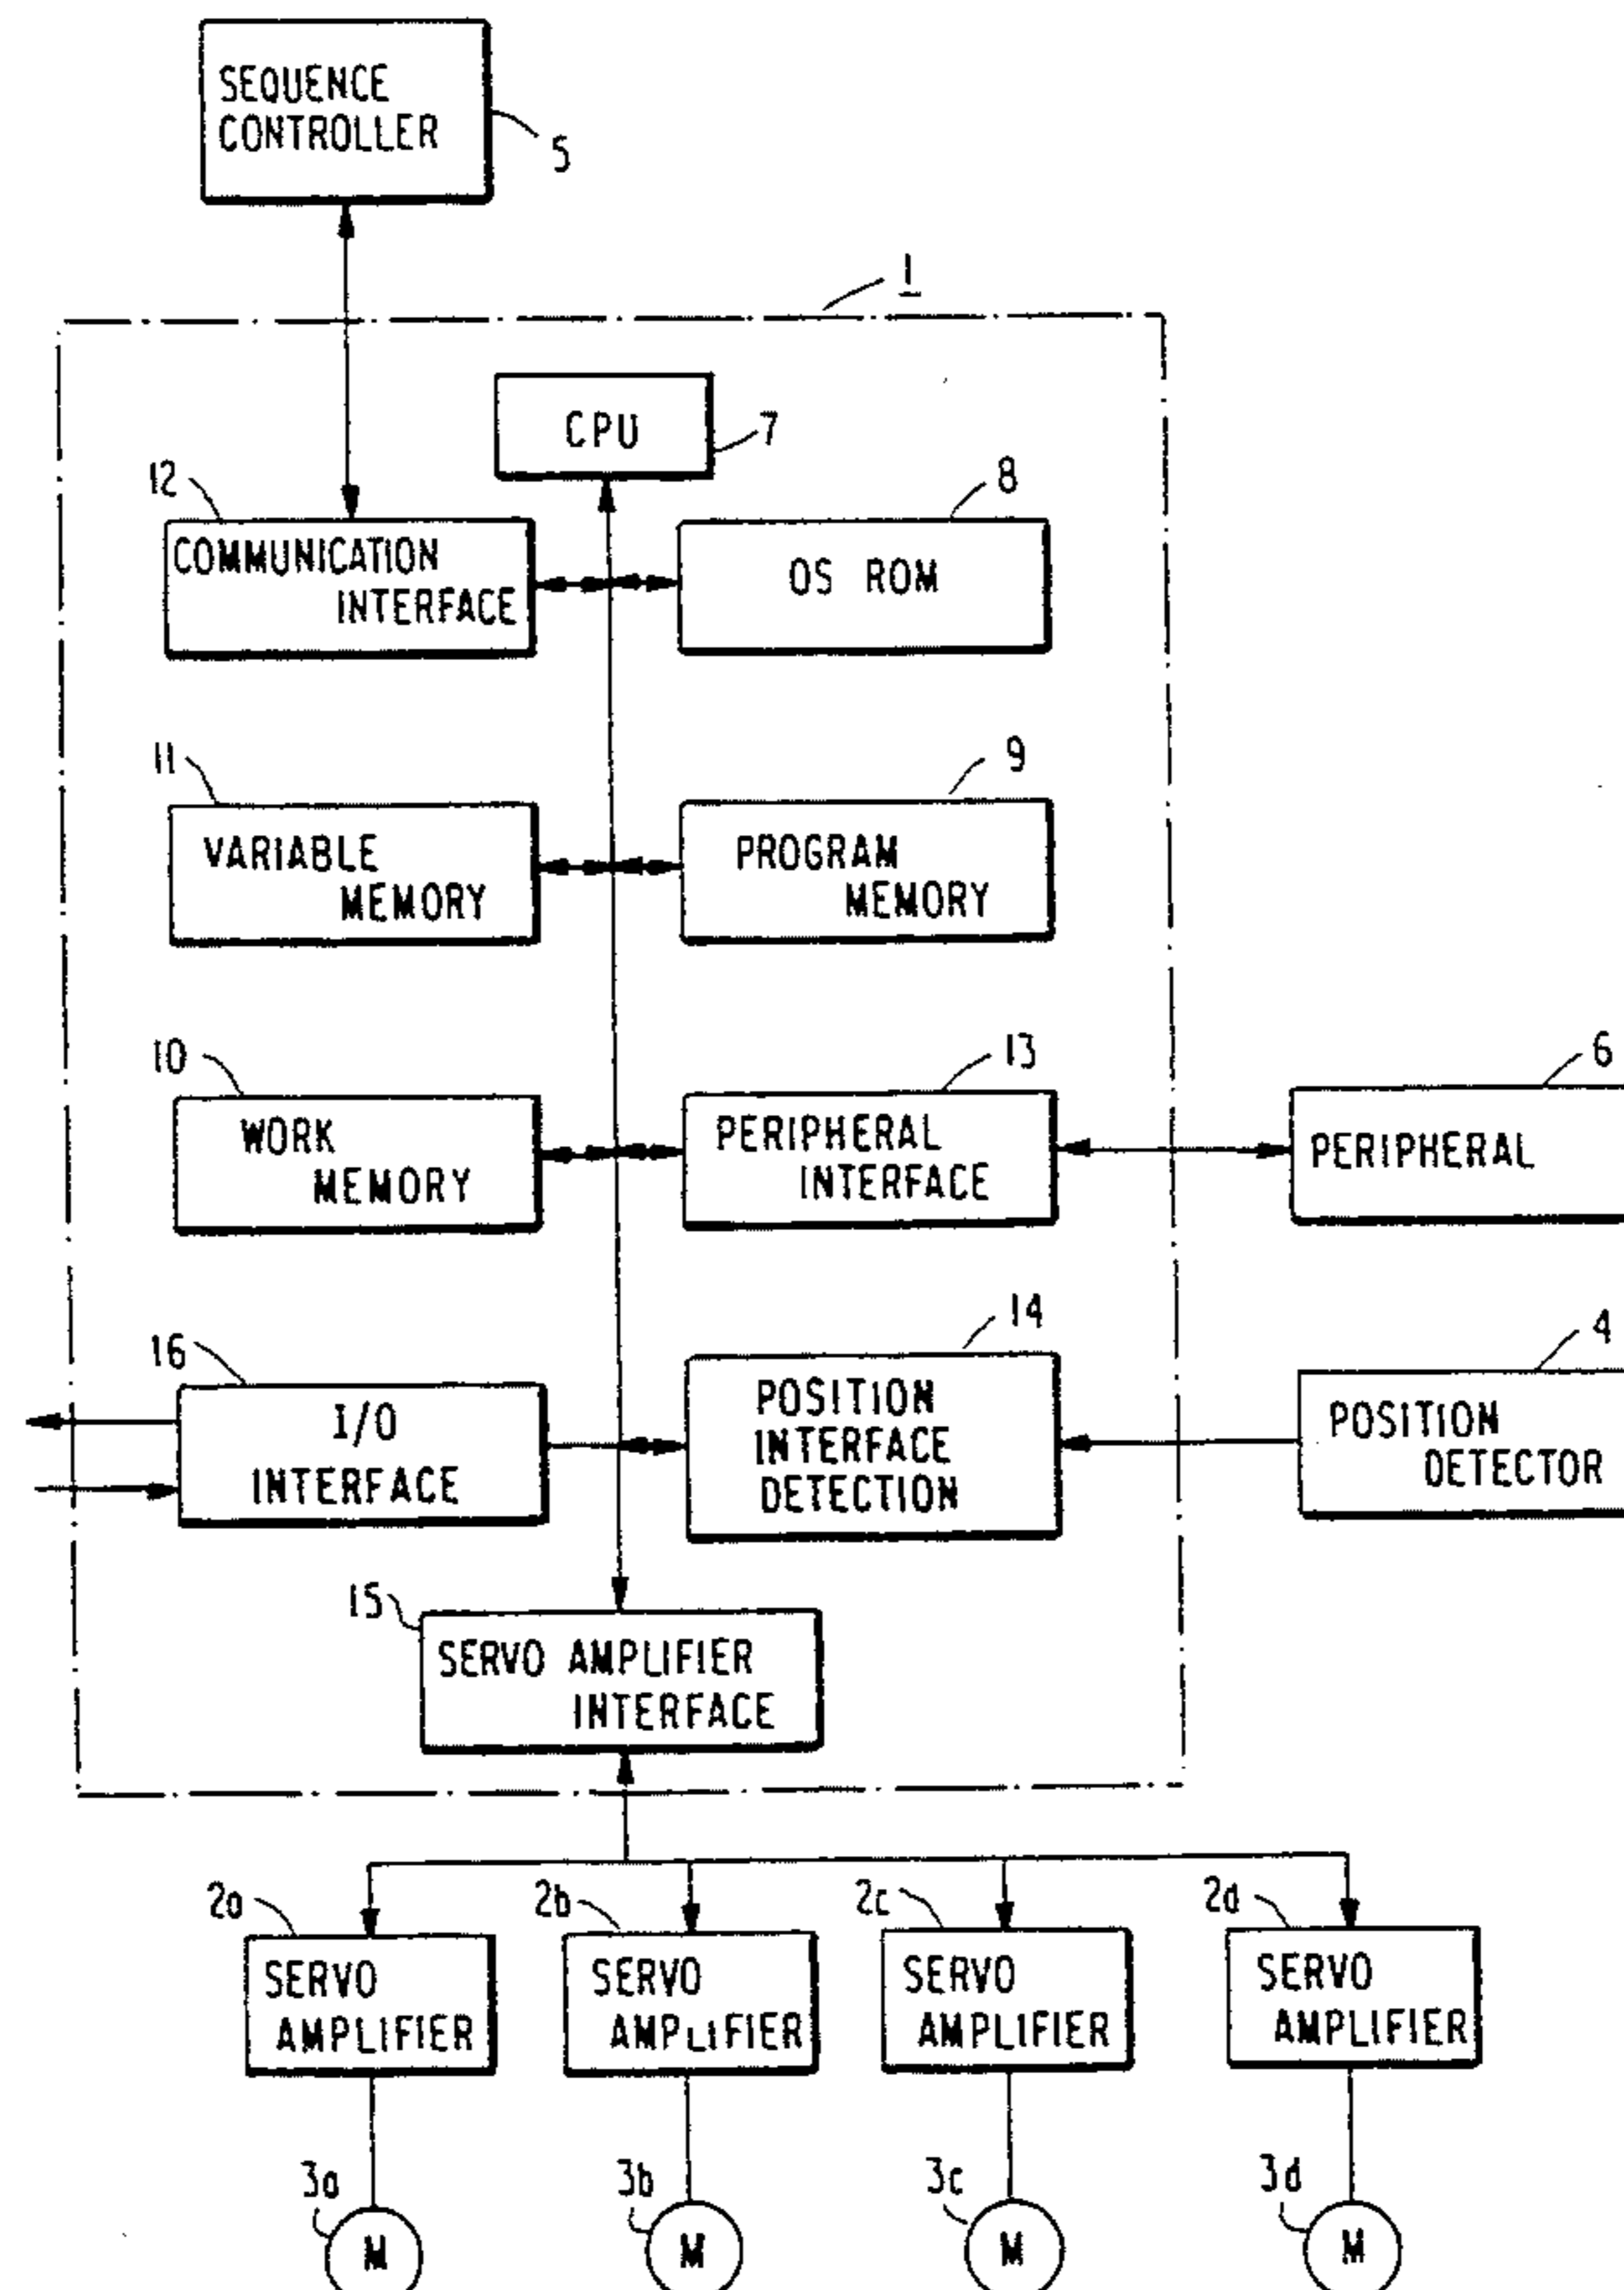 SEQUENCE
CONTROLLER
5
1
CPU
7
12
8
COMMUNICATION
INTERFACE
OS ROM
11
9
VARIABLE
MEMORY
PROGRAM
MEMORY
10
13
6
WORK
MEMORY
PERIPHERAL
INTERFACE
PERIPHERAL
16
14
4
I/O
INTERFACE
POSITION
INTERFACE
DETECTION
POSITION
DETECTOR
15
SERVO AMPLIFIER
INTERFACE
2a
2b
2c
2d
SERVO
AMPLIFIER
SERVO
AMPLIFIER
SERVO
AMPLIFIER
SERVO
AMPLIFIER
3a
3b
3c
3d
M
M
M
M